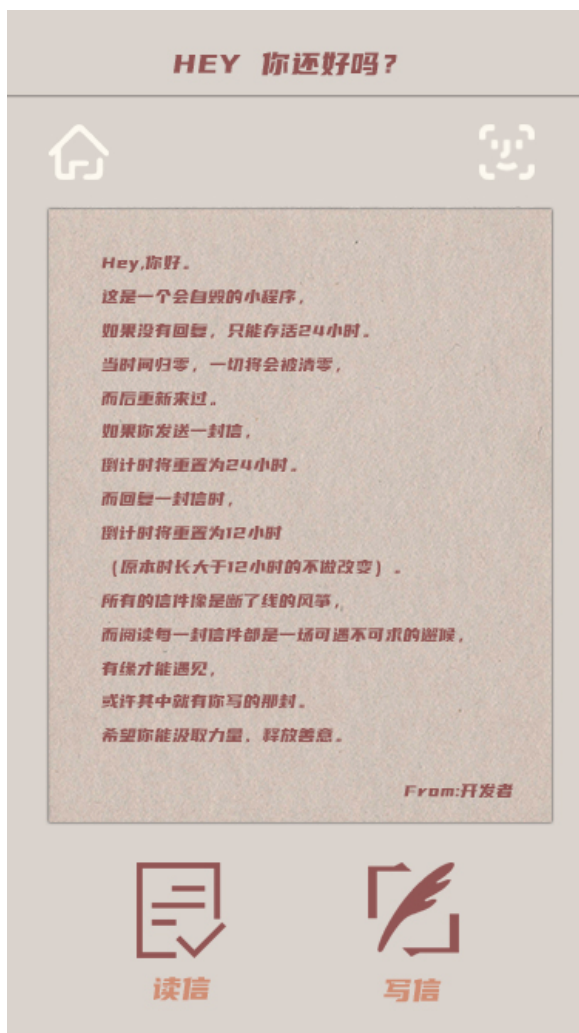 HEY 你还好吗?
Hey,你好。
这是一个会自毁的小程序，
如果没有回复，只能存活24小时。
当时间归零，一切将会被清零，
而后重新来过。
如果你发送一封信，
倒计时将重置为24小时。
而回复一封信时，
倒计时将重置为12小时
（原本时长大于12小时的不做改变）。
所有的信件像是断了线的风筝，
而阅读每一封信件都是一场可遇不可求的邂候，
有缘才能遇见，
或许其中就有你写的那封。
希望你能汲取力量，释放善意。
From:开发者
读信
写信